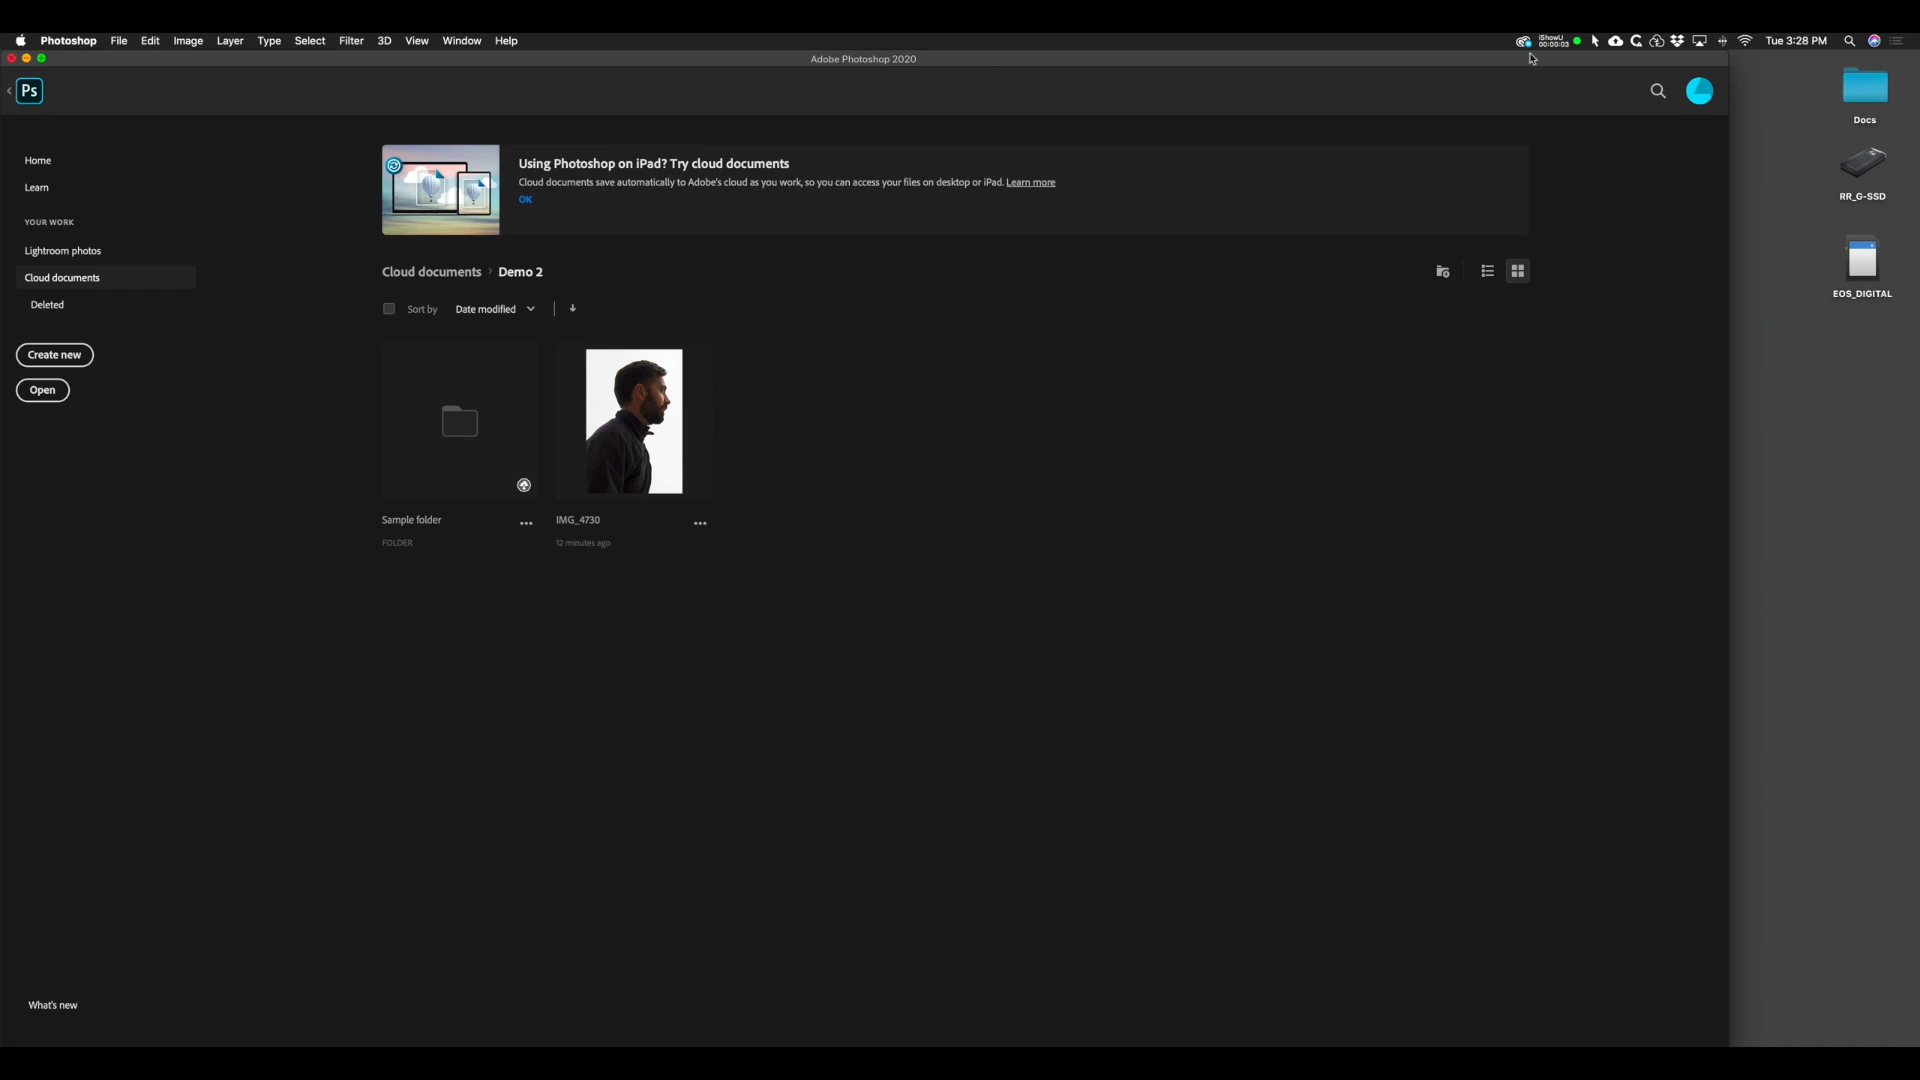 Photoshop File Edit Image Layer Type Select Filter 3D View Window Help
iShowU
00:00:03
Tue 3:28 PM
Adobe Photoshop 2020
Ps
Docs
RR_G-SSD
EOS_DIGITAL
Home
Learn
YOUR WORK
Lightroom photos
Cloud documents
Deleted
Create new
Open
Using Photoshop on iPad? Try cloud documents
Cloud documents save automatically to Adobe's cloud as you work, so you can access your files on desktop or iPad. Learn more
OK
Cloud documents › Demo 2
Sort by Date modified
Sample folder
FOLDER
IMG_4730
12 minutes ago
What's new